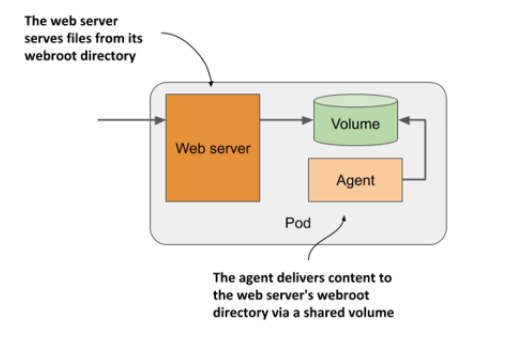 The web server
serves files from its
webroot directory
Web server
Volume
Agent
Pod
The agent delivers content to
the web server's webroot
directory via a shared volume